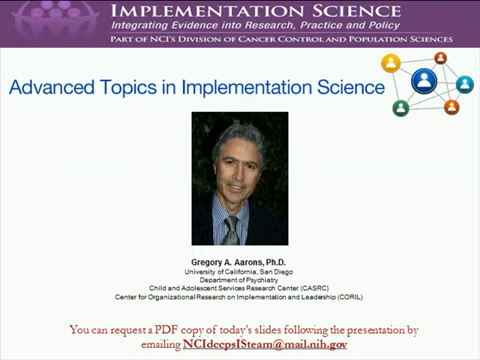 IMPLEMENTATION SCIENCE
Integrating Evidence into Research, Practice and Policy
PART OF NCI'S DIVISION OF CANCER CONTROL AND POPULATION SCIENCES
Advanced Topics in Implementation Science
Gregory A. Aarons, Ph.D.
University of California, San Diego
Department of Psychiatry
Child and Adolescent Services Research Center (CASRC)
Center for Organizational Research on Implementation and Leadership (CORIL)
You can request a PDF copy of today's slides following the presentation by
emailing NCIdccpsISteam@mail.nih.gov